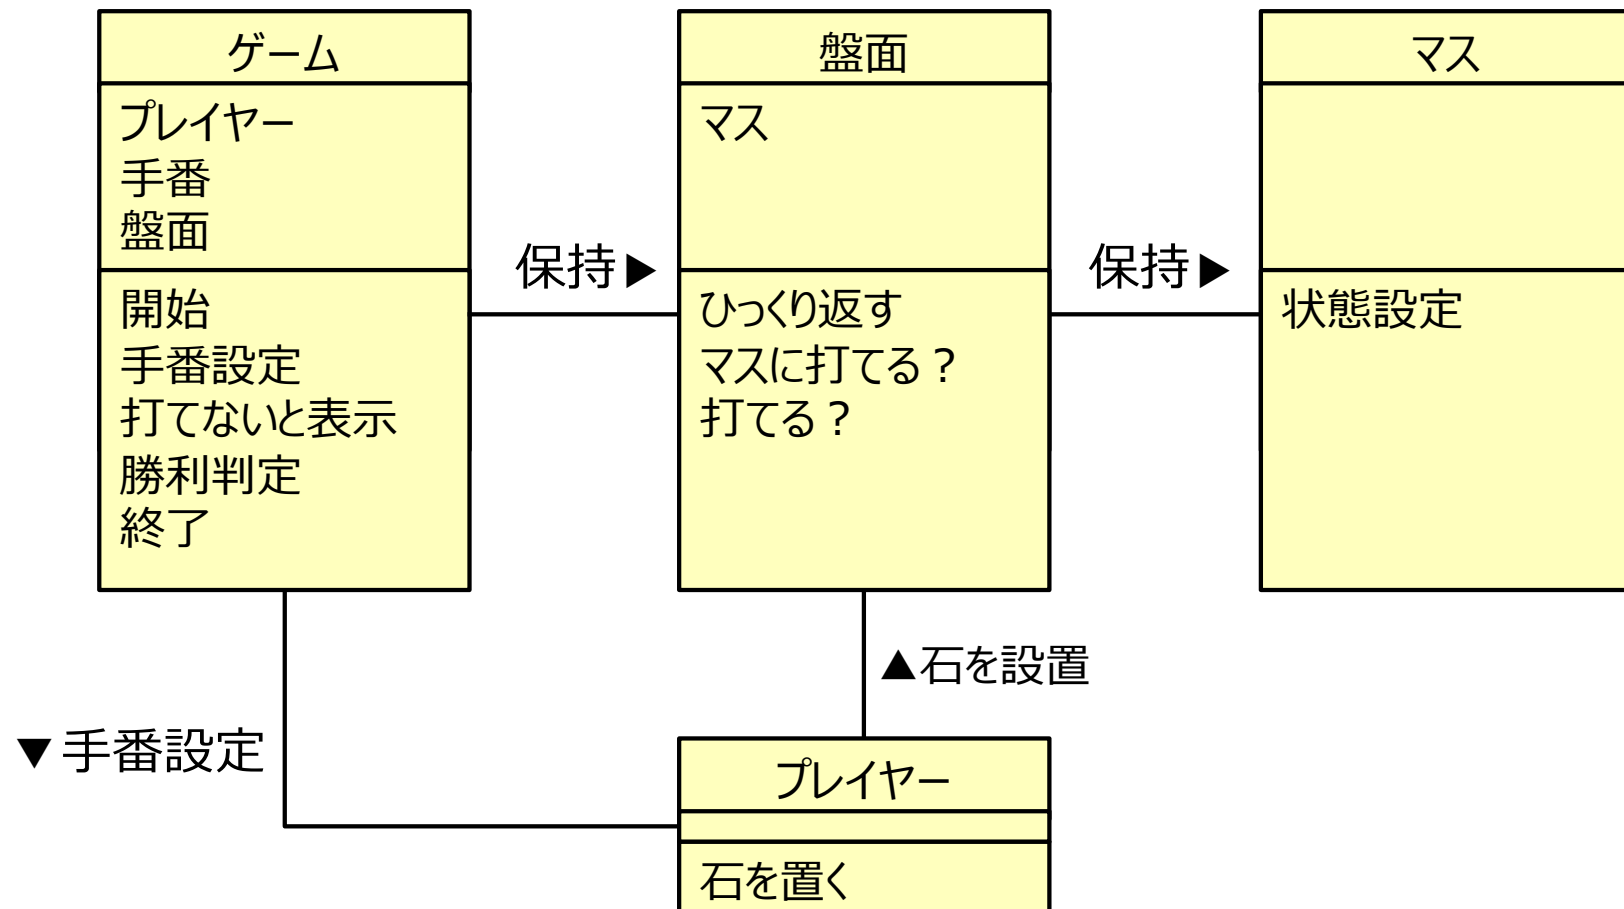 ゲーム
プレイヤー
手番
盤面
開始
手番設定
打てないと表示
勝利判定
終了
保持▶
盤面
マス
ひっくり返す
マスに打てる？
打てる？
保持▶
マス
状態設定
▲石を設置
▼手番設定
プレイヤー
石を置く